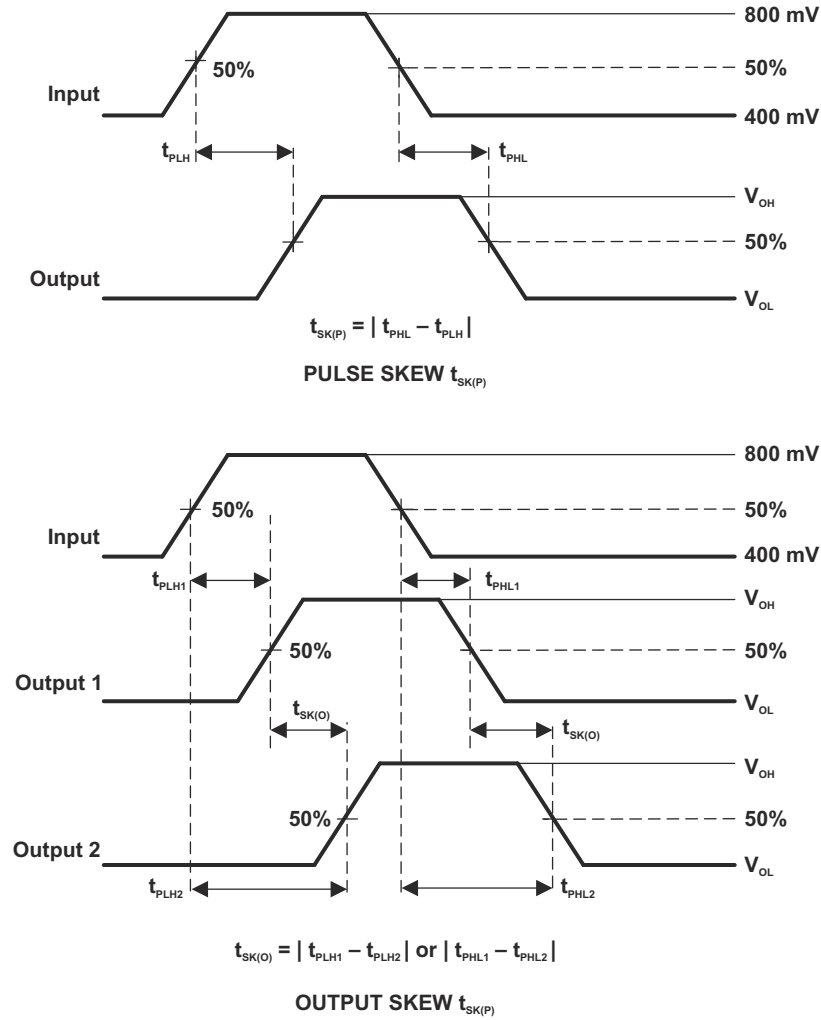 800 mV
50%
50%
Input
400 mV
tPLH
tPHL
VOH
50%
Output
VOL
tSK(P) = | tPHL – tPLH |
PULSE SKEW tSK(P)
800 mV
50%
50%
Input
400 mV
tPLH1
tPHL1
VOH
50%
50%
Output 1
VOL
tSK(O)
tSK(O)
VOH
50%
50%
Output 2
VOL
tPLH2
tPHL2
tSK(O) = | tPLH1 – tPLH2 | or | tPHL1 – tPHL2 |
OUTPUT SKEW tSK(P)